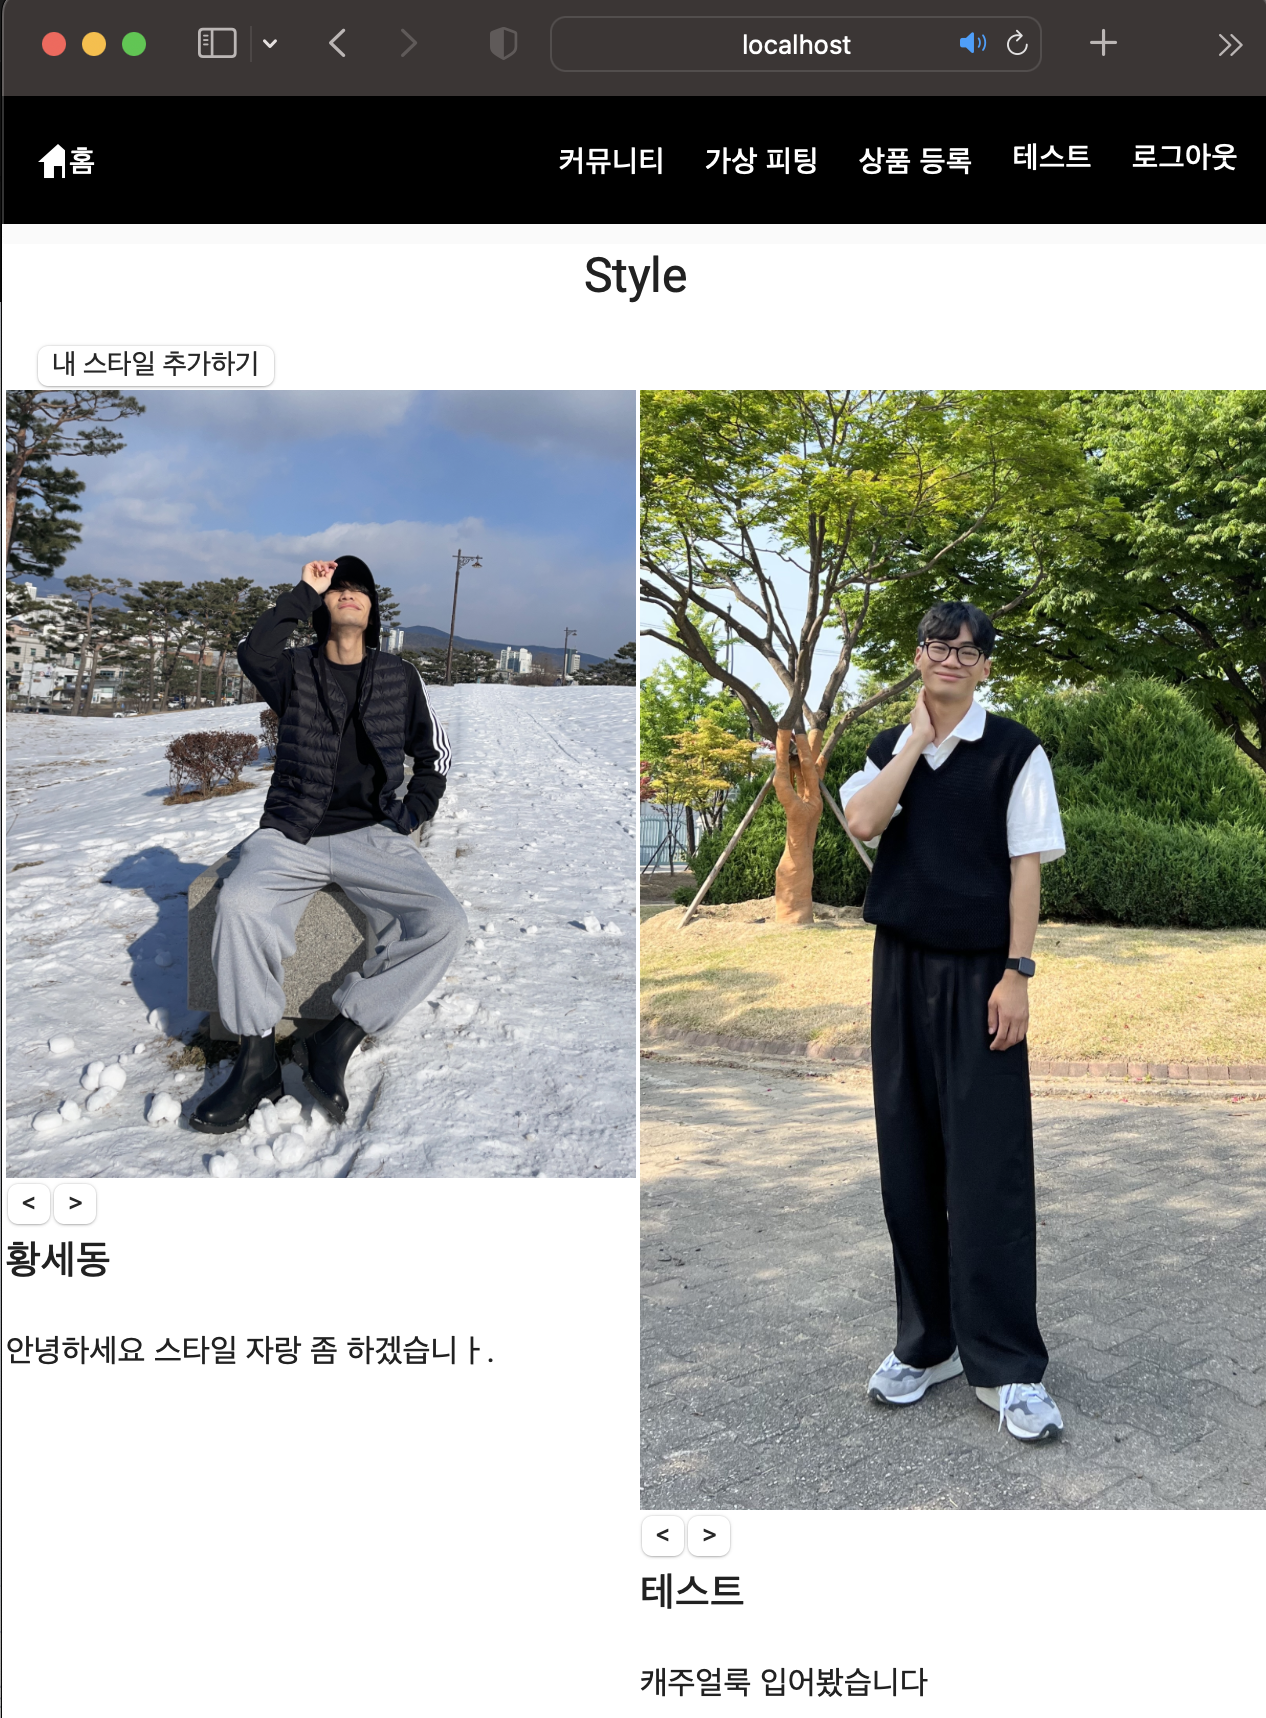 localhost
홈 커뮤니티 가상 피팅 상품 등록 테스트 로그아웃
Style
내 스타일 추가하기
< >
황세동
안녕하세요 스타일 자랑 좀 하겠습니ㅏ.
< >
테스트
캐주얼룩 입어봤습니다